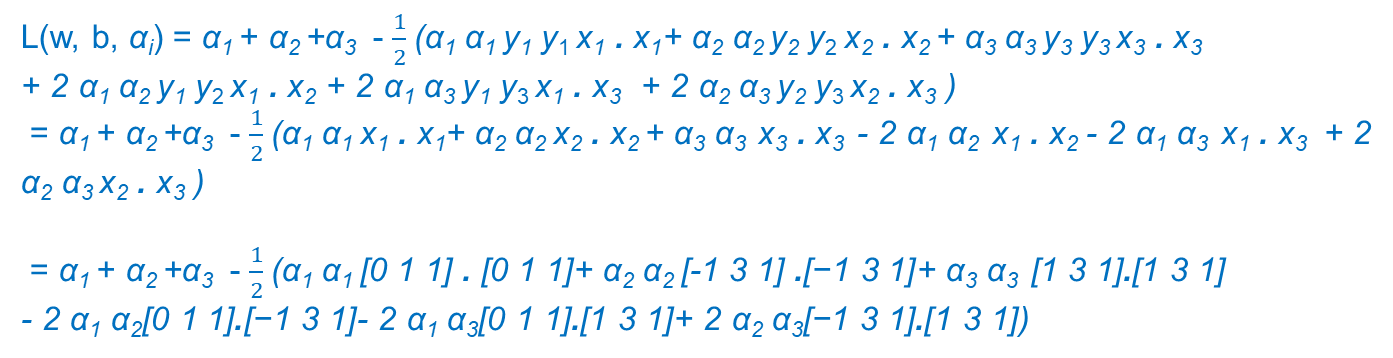 L(w, b, αᵢ) = α₁ + α₂ +α₃ - 1/2 (α₁ α₁ y₁ y₁ x₁ . x₁+ α₂ α₂ y₂ y₂ x₂ . x₂ + α₃ α₃ y₃ y₃ x₃ . x₃
+ 2 α₁ α₂ y₁ y₂ x₁ . x₂ + 2 α₁ α₃ y₁ y₃ x₁ . x₃ + 2 α₂ α₃ y₂ y₃ x₂ . x₃ )
= α₁ + α₂ +α₃ - 1/2 (α₁ α₁ x₁ . x₁+ α₂ α₂ x₂ . x₂ + α₃ α₃ x₃ . x₃ - 2 α₁ α₂ x₁ . x₂ - 2 α₁ α₃ x₁ . x₃ + 2
α₂ α₃ x₂ . x₃ )
= α₁ + α₂ +α₃ - 1/2 (α₁ α₁ [0 1 1] . [0 1 1]+ α₂ α₂ [-1 3 1] .[−1 3 1]+ α₃ α₃ [1 3 1].[1 3 1]
- 2 α₁ α₂[0 1 1].[−1 3 1]- 2 α₁ α₃[0 1 1].[1 3 1]+ 2 α₂ α₃[−1 3 1].[1 3 1])